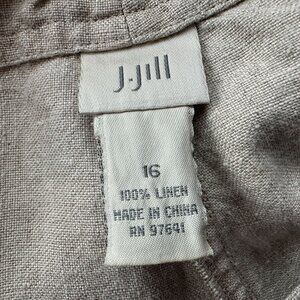 J.Jill
16
100% LINEN
MADE IN CHINA
RN 97641